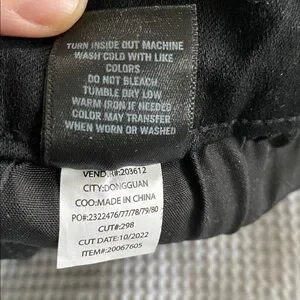 TURN INSIDE OUT MACHINE
WASH COLD WITH LIKE
COLORS
DO NOT BLEACH
TUMBLE DRY LOW
WARM IRON IF NEEDED
COLOR MAY TRANSFER
WHEN WORN OR WASHED
VENDOR#:203612
CITY:DONGGUAN
COO:MADE IN CHINA
PO#:2322476/77/78/79/80
CUT#:298
CUT DATE:10/2022
ITEM#:20067605